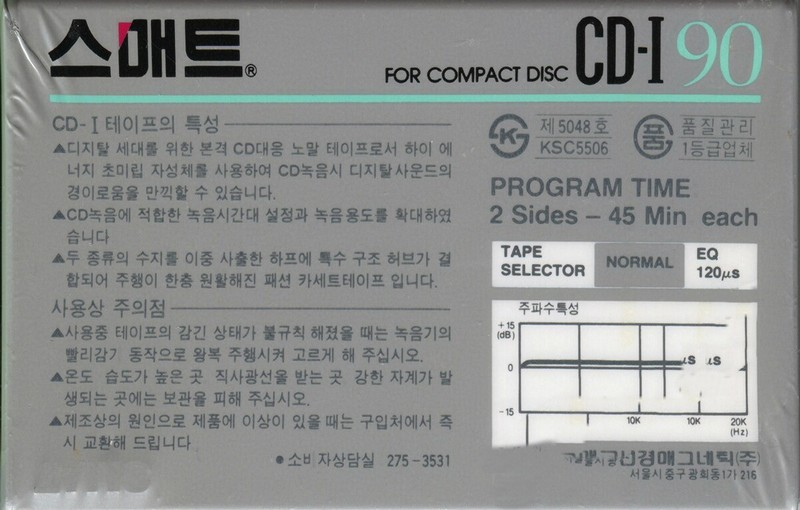 스매트®
FOR COMPACT DISC CD-I 90
CD-I 테이프의 특성
▲디지탈 세대를 위한 본격 CD대응 노말 테이프로서 하이 에
너지 초미립 자성체를 사용하여 CD녹음시 디지탈사운드의
경이로움을 만끽할 수 있습니다.
▲CD녹음에 적합한 녹음시간대 설정과 녹음용도를 확대하였
습니다
▲두 종류의 수지를 이중 사출한 하프에 특수 구조 허브가 결
합되어 주행이 한층 원활해진 패션 카세트테이프 입니다.
사용상 주의점
▲사용중 테이프의 감긴 상태가 불규칙 해졌을 때는 녹음기의
빨리감기 동작으로 왕복 주행시켜 고르게 해 주십시오.
▲온도 습도가 높은 곳 직사광선을 받는 곳 강한 자계가 발
생되는 곳에는 보관을 피해 주십시오.
▲제조상의 원인으로 제품에 이상이 있을 때는 구입처에서 즉
시 교환해 드립니다
● 소비자상담실 275-3531
K 제5048호
KSC5506
품 품질관리
1등급업체
PROGRAM TIME
2 Sides – 45 Min each
TAPE
SELECTOR
NORMAL
EQ
120μs
주파수특성
+15
(dB)
0
μS μS
-15
10K 10K 20K
(Hz)
선경매그네틱(주)
서울시중구광희동1가 216